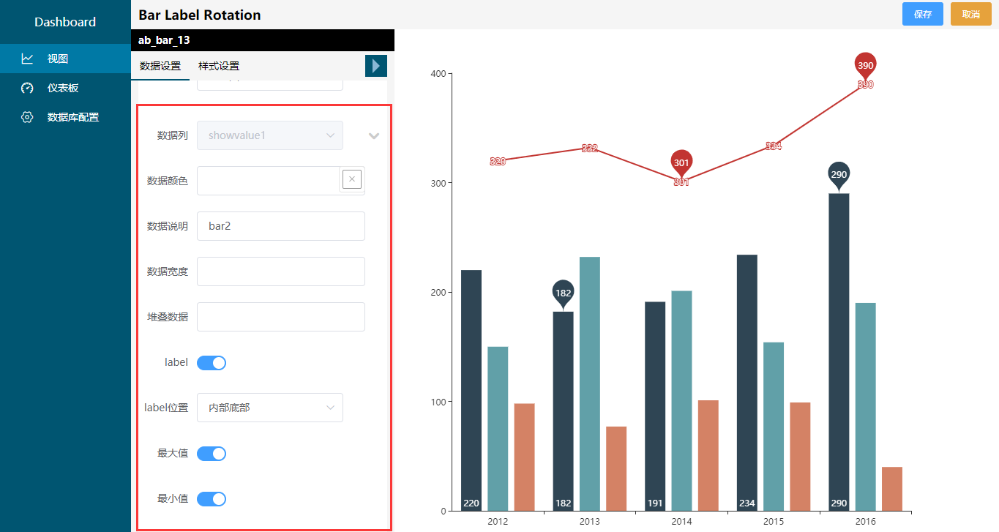 Dashboard
视图
仪表板
数据库配置
Bar Label Rotation
保存
取消
ab_bar_13
数据设置
样式设置
数据列
showvalue1
数据颜色
数据说明
bar2
数据宽度
堆叠数据
label
label位置
内部底部
最大值
最小值
400
300
200
100
0
390
390
320
332
301
301
334
290
182
220
182
191
234
290
2012
2013
2014
2015
2016